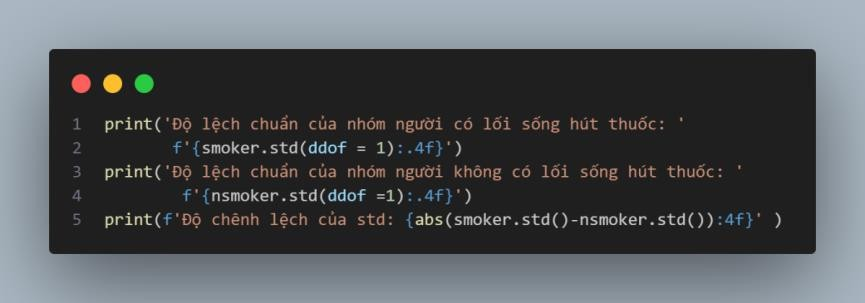 1 print('Độ lệch chuẩn của nhóm người có lối sống hút thuốc: '
2 f'{smoker.std(ddof = 1):.4f}')
3 print('Độ lệch chuẩn của nhóm người không có lối sống hút thuốc: '
4 f'{nsmoker.std(ddof =1):.4f}')
5 print(f'Độ chênh lệch của std: {abs(smoker.std()-nsmoker.std()):4f}' )